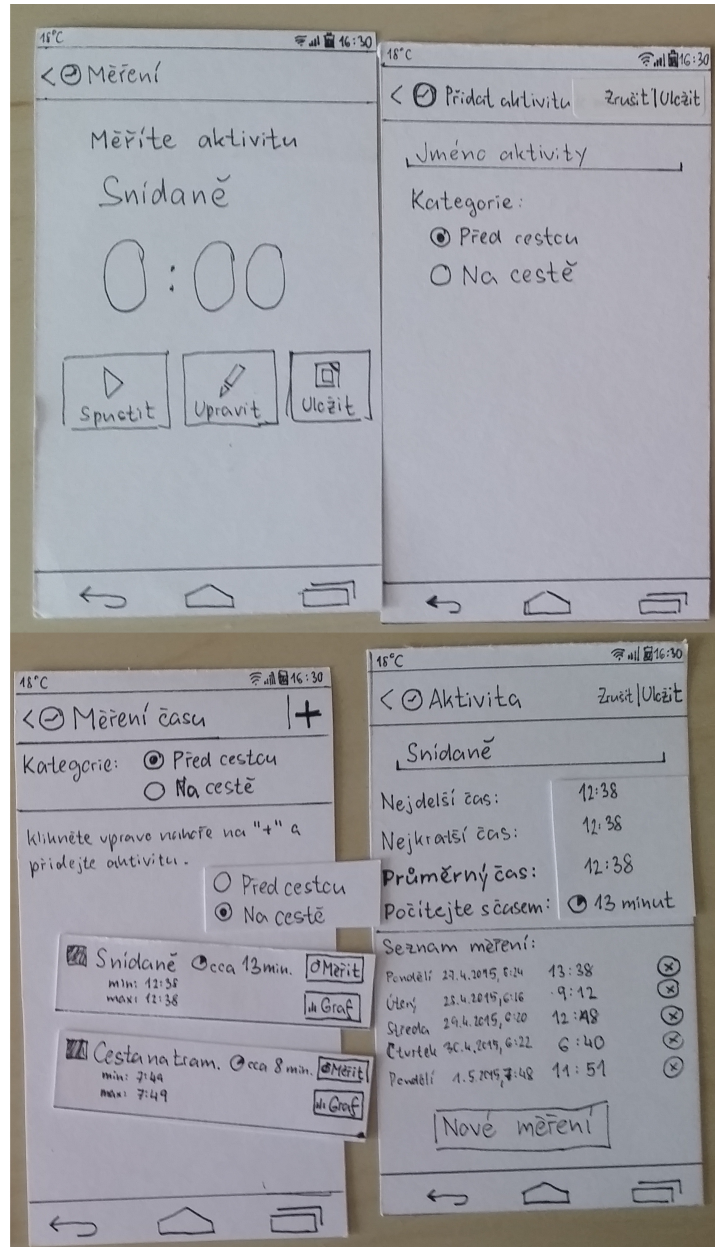 18°C 16:30
< Měření
Měříte aktivitu
Snídaně
0:00
Spustit Upravit Uložit
18°C 16:30
< Přidat aktivitu Zrušit | Uložit
Jméno aktivity
Kategorie:
Před cestou
Na cestě
18°C 16:30
< Měření času | +
Kategorie: Před cestou
Na cestě
klikněte vpravo nahoře na "+" a
přidejte aktivitu.
Před cestou
Na cestě
Snídaně cca 13 min. Měřit
min: 12:38
max: 12:38
Graf
Cesta na tram. cca 8 min. Měřit
min: 7:49
max: 7:49
Graf
18°C 16:30
< Aktivita Zrušit | Uložit
Snídaně
Nejdelší čas: 12:38
Nejkratší čas: 12:38
Průměrný čas: 12:38
Počítejte s časem: 13 minut
Seznam měření:
Pondělí 27.4.2015, 6:24 13:38
Úterý 28.4.2015, 6:16 9:12
Středa 29.4.2015, 6:20 12:48
Čtvrtek 30.4.2015, 6:22 6:40
Pondělí 1.5.2015, 7:48 11:51
Nové měření